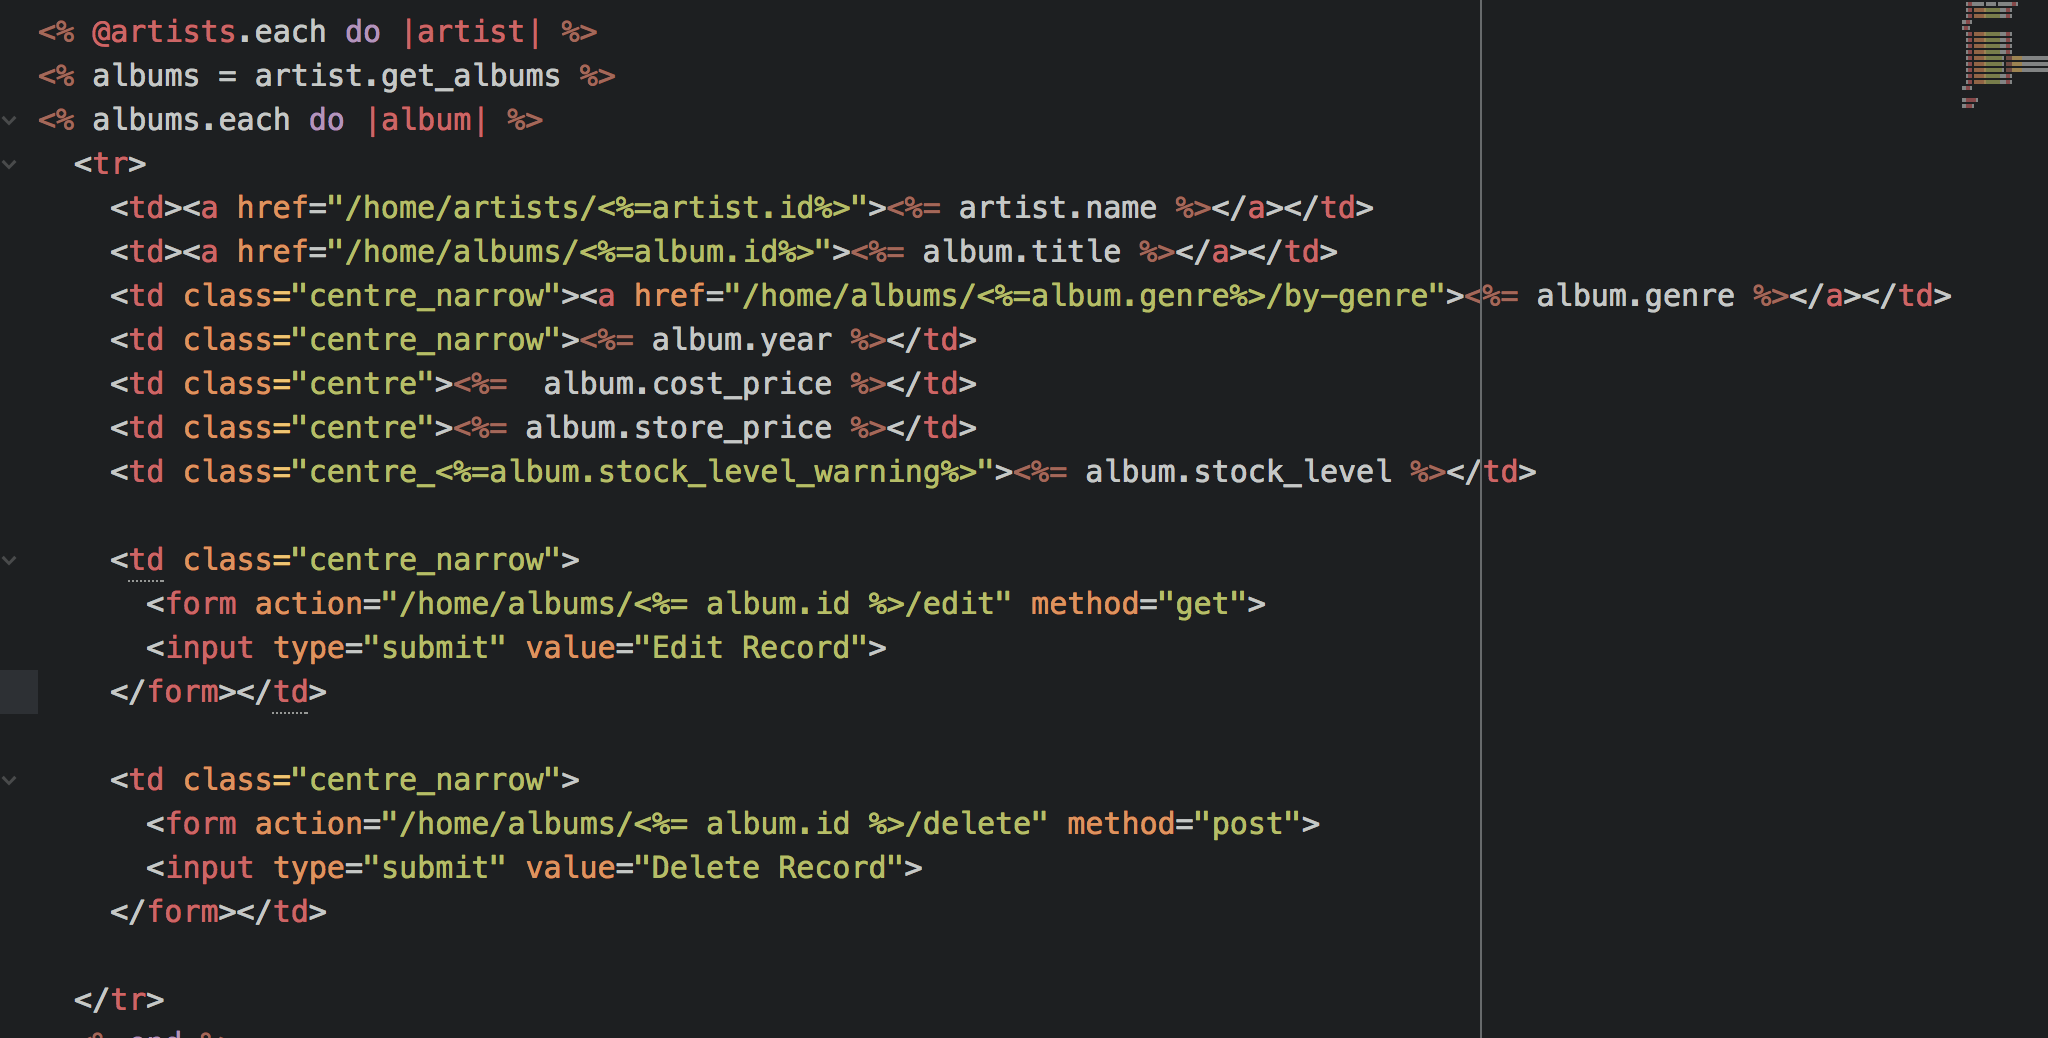 <% @artists.each do |artist| %>
<% albums = artist.get_albums %>
<% albums.each do |album| %>
  <tr>
    <td><a href="/home/artists/<%=artist.id%>"><%= artist.name %></a></td>
    <td><a href="/home/albums/<%=album.id%>"><%= album.title %></a></td>
    <td class="centre_narrow"><a href="/home/albums/<%=album.genre%>/by-genre"><%= album.genre %></a></td>
    <td class="centre_narrow"><%= album.year %></td>
    <td class="centre"><%=  album.cost_price %></td>
    <td class="centre"><%= album.store_price %></td>
    <td class="centre_<%=album.stock_level_warning%>"><%= album.stock_level %></td>
    <td class="centre_narrow">
      <form action="/home/albums/<%= album.id %>/edit" method="get">
      <input type="submit" value="Edit Record">
    </form></td>
    <td class="centre_narrow">
      <form action="/home/albums/<%= album.id %>/delete" method="post">
      <input type="submit" value="Delete Record">
    </form></td>
  </tr>